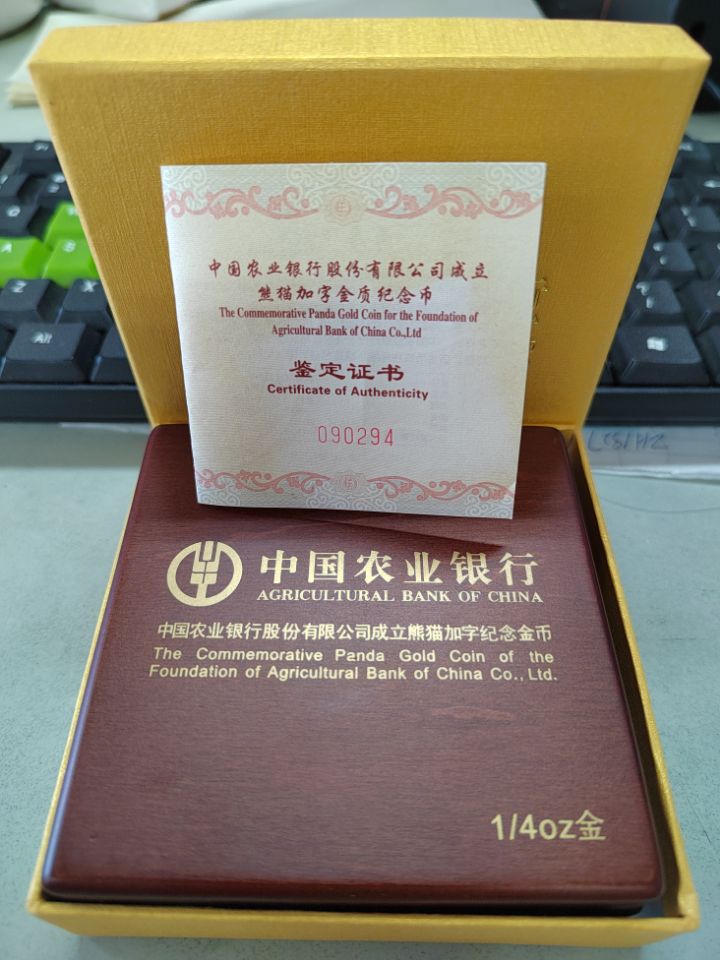 中国农业银行股份有限公司成立
熊猫加字金质纪念币
The Commemorative Panda Gold Coin for the Foundation of
Agricultural Bank of China Co.,Ltd
鉴定证书
Certificate of Authenticity
090294
中国农业银行
AGRICULTURAL BANK OF CHINA
中国农业银行股份有限公司成立熊猫加字纪念金币
The Commemorative Panda Gold Coin of the
Foundation of Agricultural Bank of China Co., Ltd.
1/4oz金
Alt